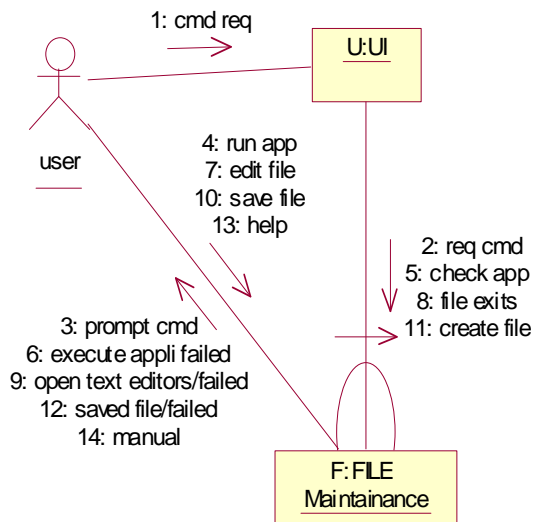 1: cmd req
U:UI
user
4: run app
7: edit file
10: save file
13: help
2: req cmd
5: check app
8: file exits
11: create file
3: prompt cmd
6: execute appli failed
9: open text editors/failed
12: saved file/failed
14: manual
F:FILE
Maintainance